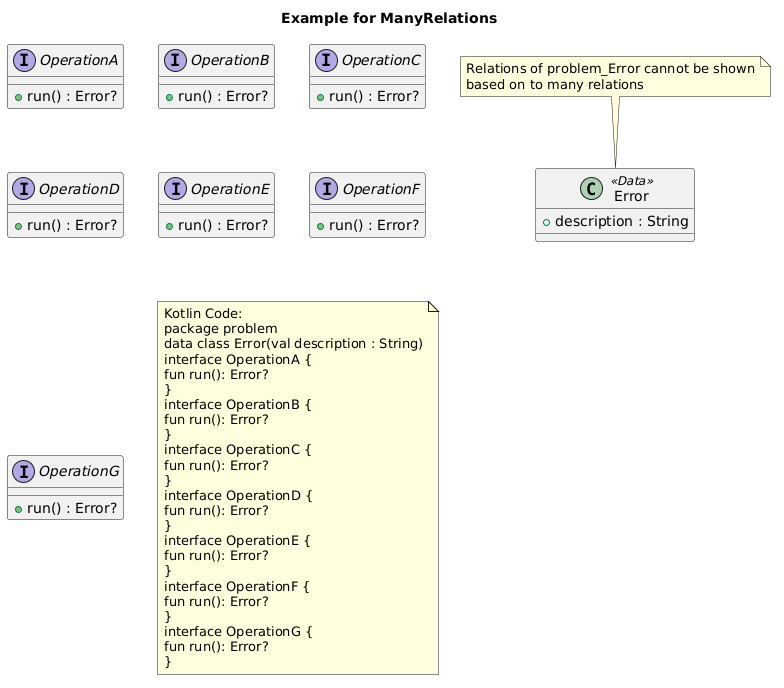 Example for ManyRelations
I OperationA
run() : Error?
I OperationB
run() : Error?
I OperationC
run() : Error?
Relations of problem_Error cannot be shown
based on to many relations
I OperationD
run() : Error?
I OperationE
run() : Error?
I OperationF
run() : Error?
C «Data»
Error
description : String
I OperationG
run() : Error?
Kotlin Code:
package problem
data class Error(val description : String)
interface OperationA {
fun run(): Error?
}
interface OperationB {
fun run(): Error?
}
interface OperationC {
fun run(): Error?
}
interface OperationD {
fun run(): Error?
}
interface OperationE {
fun run(): Error?
}
interface OperationF {
fun run(): Error?
}
interface OperationG {
fun run(): Error?
}